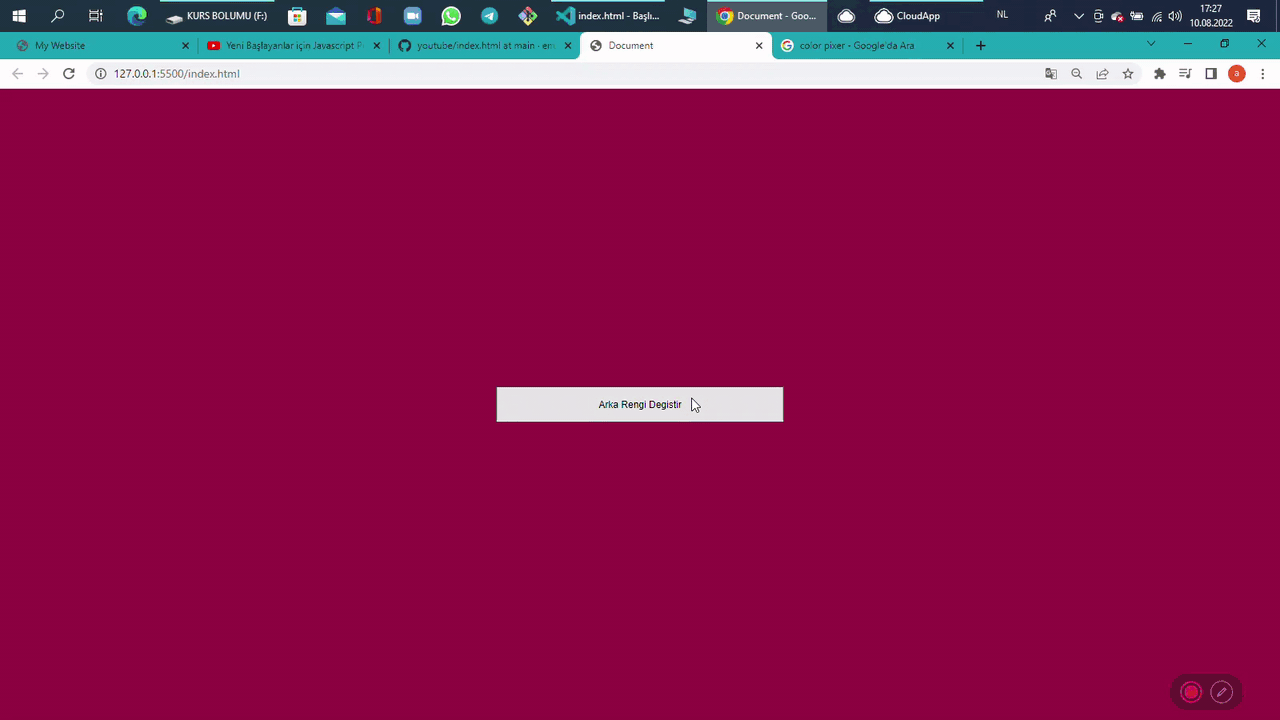 KURS BOLUMU (F:)
index.html - Başlı...
Document - Goo...
CloudApp
NL
17:27
10.08.2022
My Website
Yeni Başlayanlar için Javascript P
youtube/index.html at main - em
Document
color pixer - Google'da Ara
127.0.0.1:5500/index.html
a
Arka Rengi Degistir